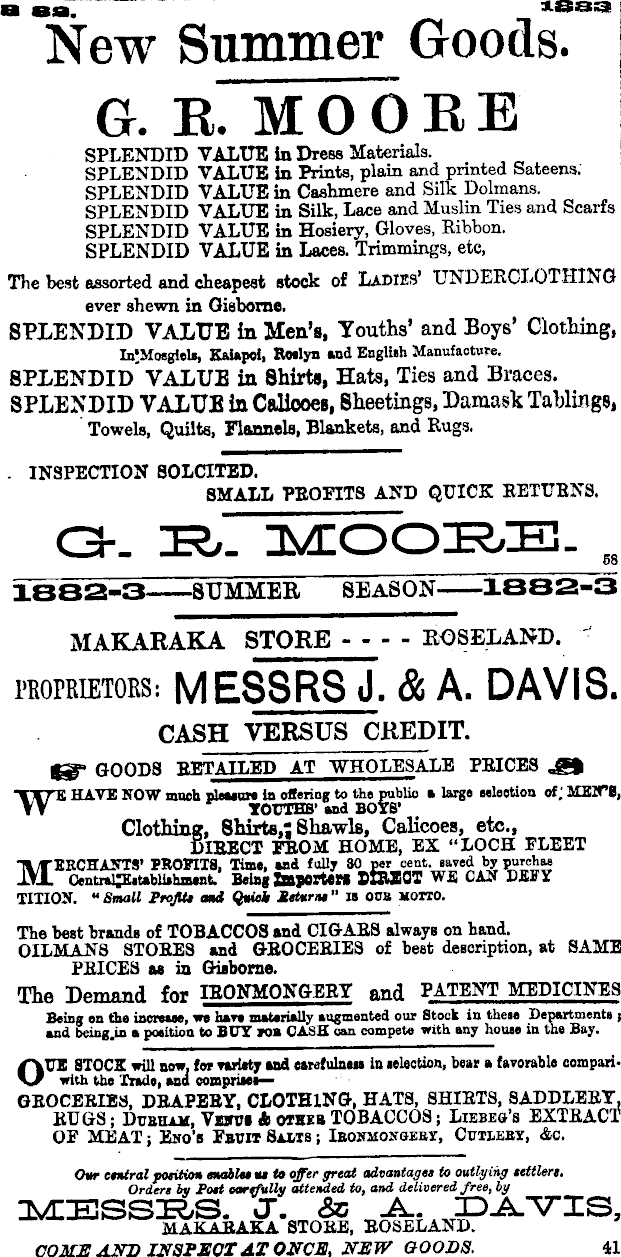 8 82. 1883
New Summer Goods.
G. R. MOORE
SPLENDID VALUE in Dress Materials.
SPLENDID VALUE in Prints, plain and printed Sateens.
SPLENDID VALUE in Cashmere and Silk Dolmans.
SPLENDID VALUE in Silk, Lace and Muslin Ties and Scarfs
SPLENDID VALUE in Hosiery, Gloves, Ribbon.
SPLENDID VALUE in Laces. Trimmings, etc,
The best assorted and cheapest stock of LADIES' UNDERCLOTHING
ever shewn in Gisborne.
SPLENDID VALUE in Men's, Youths' and Boys' Clothing,
In Mosgiels, Kaiapoi, Roslyn and English Manufacture.
SPLENDID VALUE in Shirts, Hats, Ties and Braces.
SPLENDID VALUE in Calicoes, Sheetings, Damask Tablings,
Towels, Quilts, Flannels, Blankets, and Rugs.
INSPECTION SOLCITED.
SMALL PROFITS AND QUICK RETURNS.
G. R. MOORE.
58
1882-3—SUMMER SEASON—1882-3
MAKARAKA STORE - - - - ROSELAND.
PROPRIETORS: MESSRS J. & A. DAVIS.
CASH VERSUS CREDIT.
GOODS RETAILED AT WHOLESALE PRICES
WE HAVE NOW much pleasure in offering to the public a large selection of MEN'S,
YOUTHS' and BOYS'
Clothing, Shirts, Shawls, Calicoes, etc.,
DIRECT FROM HOME, EX "LOCH FLEET
MERCHANTS' PROFITS, Time, and fully 30 per cent. saved by purchas
Central Establishment. Being Importers DIRECT WE CAN DEFY
TITION. "Small Profits and Quick Returns" IS OUR MOTTO.
The best brands of TOBACCOS and CIGARS always on hand.
OILMANS STORES and GROCERIES of best description, at SAME
PRICES as in Gisborne.
The Demand for IRONMONGERY and PATENT MEDICINES
Being on the increase, we have materially augmented our Stock in these Departments ;
and being in a position to BUY FOR CASH can compete with any house in the Bay.
OUR STOCK will now, for variety and carefulness in selection, bear a favorable compari-
with the Trade, and comprises—
GROCERIES, DRAPERY, CLOTHING, HATS, SHIRTS, SADDLERY,
RUGS ; DURHAM, VENUS & OTHER TOBACCOS ; LIEBEG'S EXTRACT
OF MEAT ; ENO'S FRUIT SALTS ; IRONMONGERY, CUTLERY, &C.
Our central position enables us to offer great advantages to outlying settlers.
Orders by Post carefully attended to, and delivered free, by
MESSRS. J. & A. DAVIS,
MAKARAKA STORE, ROSELAND.
COME AND INSPECT AT ONCE, NEW GOODS. 41